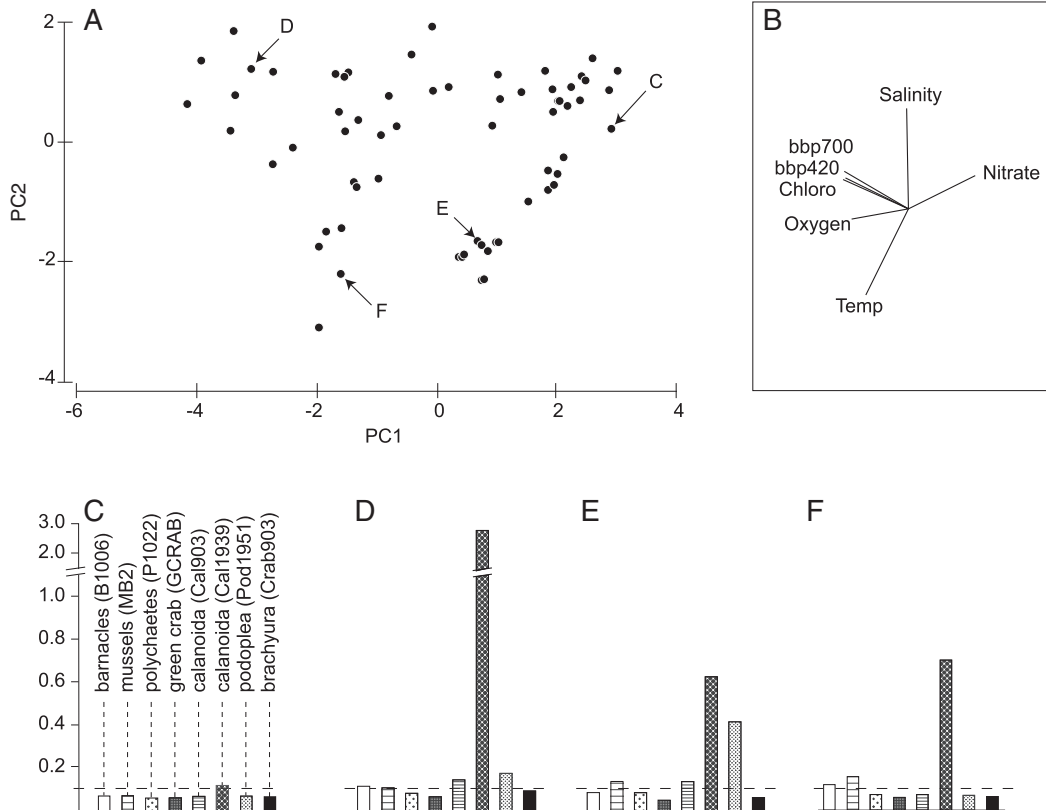 A
2
0
-2
-4
PC2
D
C
E
F
-6
-4
-2
0
2
4
PC1
B
Salinity
bbp700
bbp420
Chloro
Nitrate
Oxygen
Temp
C
D
E
F
3.0
2.0
1.0
0.8
0.6
0.4
0.2
barnacles (B1006)
mussels (MB2)
polychaetes (P1022)
green crab (GCRAB)
calanoida (Cal903)
calanoida (Cal1939)
podoplea (Pod1951)
brachyura (Crab903)